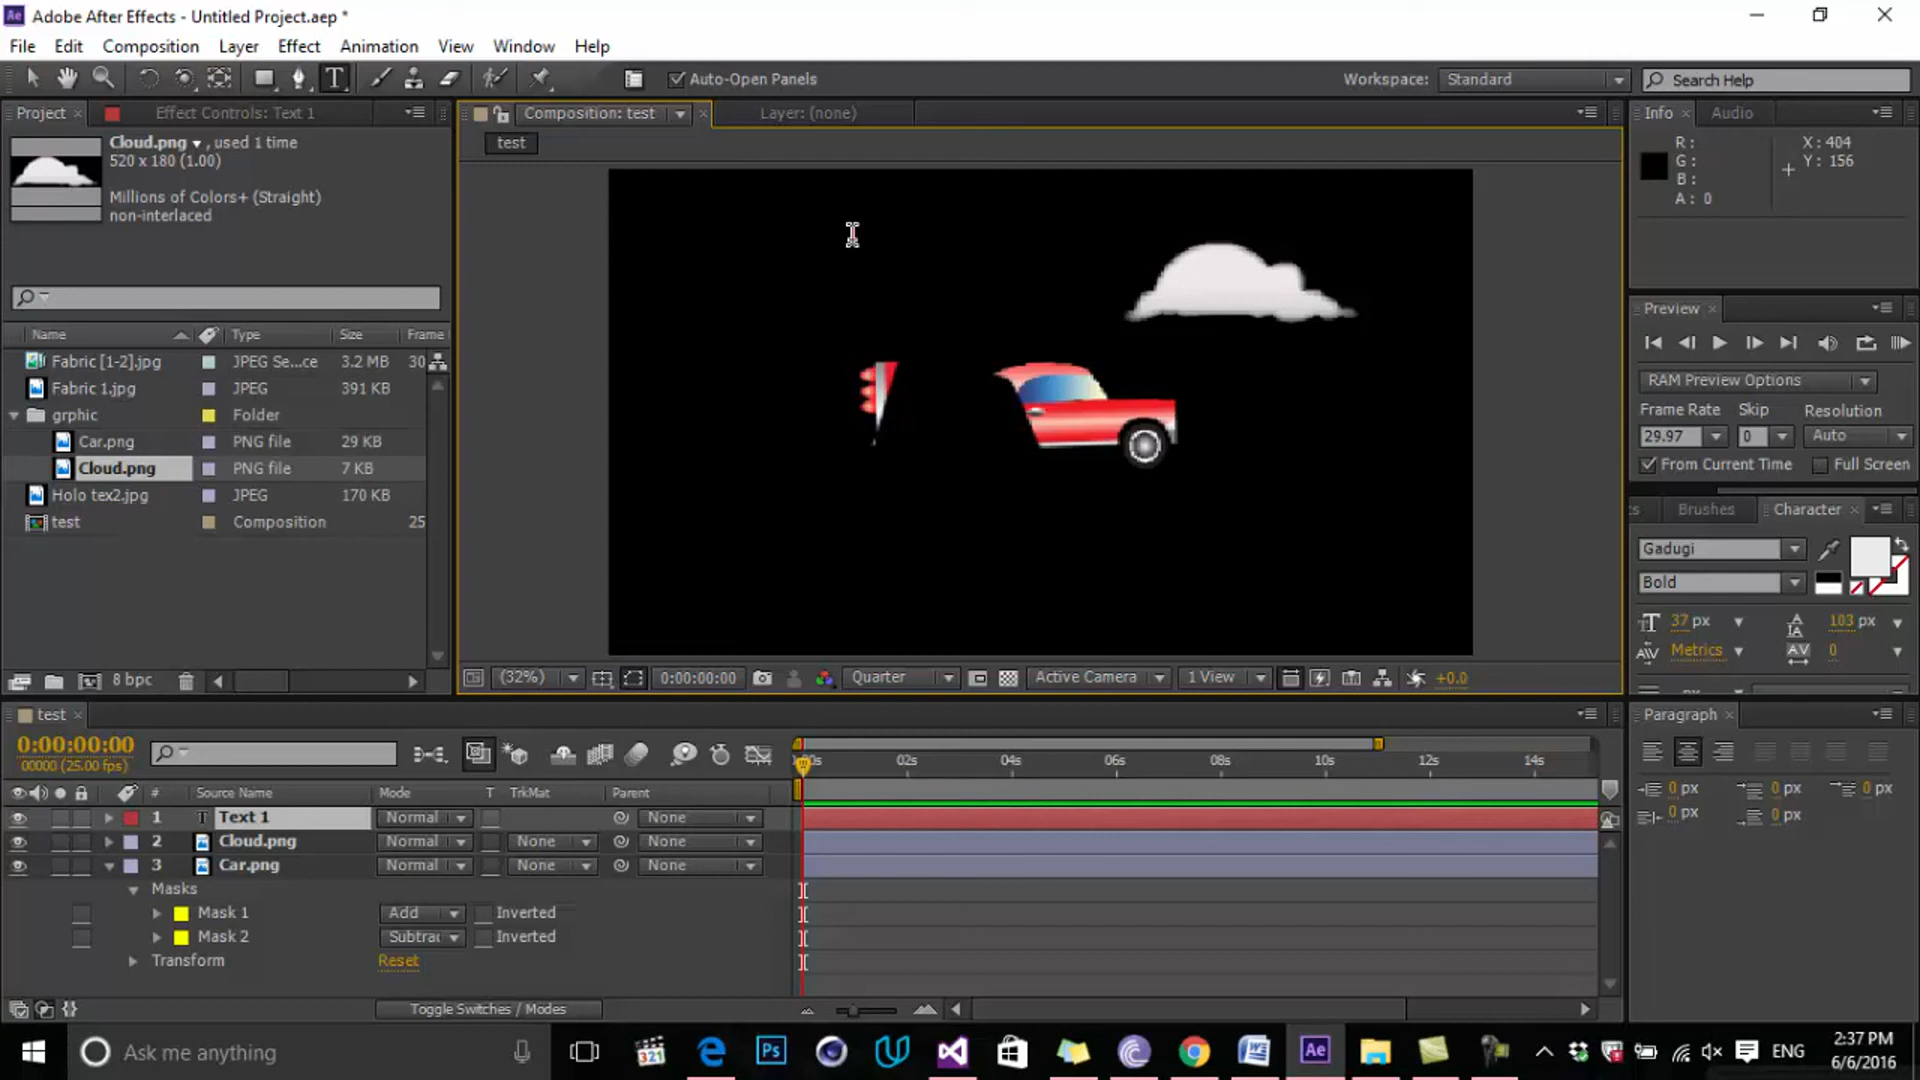 Adobe After Effects - Untitled Project.aep *
File Edit Composition Layer Effect Animation View Window Help
Auto-Open Panels
Workspace: Standard
Search Help
Project
Effect Controls: Text 1
Cloud.png , used 1 time
520 x 180 (1.00)
Millions of Colors+ (Straight)
non-interlaced
Name Type Size Frame
Fabric [1-2].jpg JPEG Se...ce 3.2 MB 30
Fabric 1.jpg JPEG 391 KB
grphic Folder
Car.png PNG file 29 KB
Cloud.png PNG file 7 KB
Holo tex2.jpg JPEG 170 KB
test Composition 25
8 bpc
Composition: test
Layer: (none)
test
(32%) 0:00:00:00 Quarter Active Camera 1 View +0.0
Info Audio
R: X: 404
G: Y: 156
B:
A: 0
Preview
RAM Preview Options
Frame Rate Skip Resolution
29.97 0 Auto
From Current Time Full Screen
Brushes Character
Gadugi
Bold
37 px 103 px
Metrics 0
test
0:00:00:00
00000 (25.00 fps)
02s 04s 06s 08s 10s 12s 14s
# Source Name Mode T TrkMat Parent
1 T Text 1 Normal None
2 Cloud.png Normal None None
3 Car.png Normal None None
Masks
Mask 1 Add Inverted
Mask 2 Subtrac Inverted
Transform Reset
Toggle Switches / Modes
Paragraph
0 px 0 px 0 px
0 px 0 px
Ask me anything
321
Ps
Ae
ENG
2:37 PM
6/6/2016